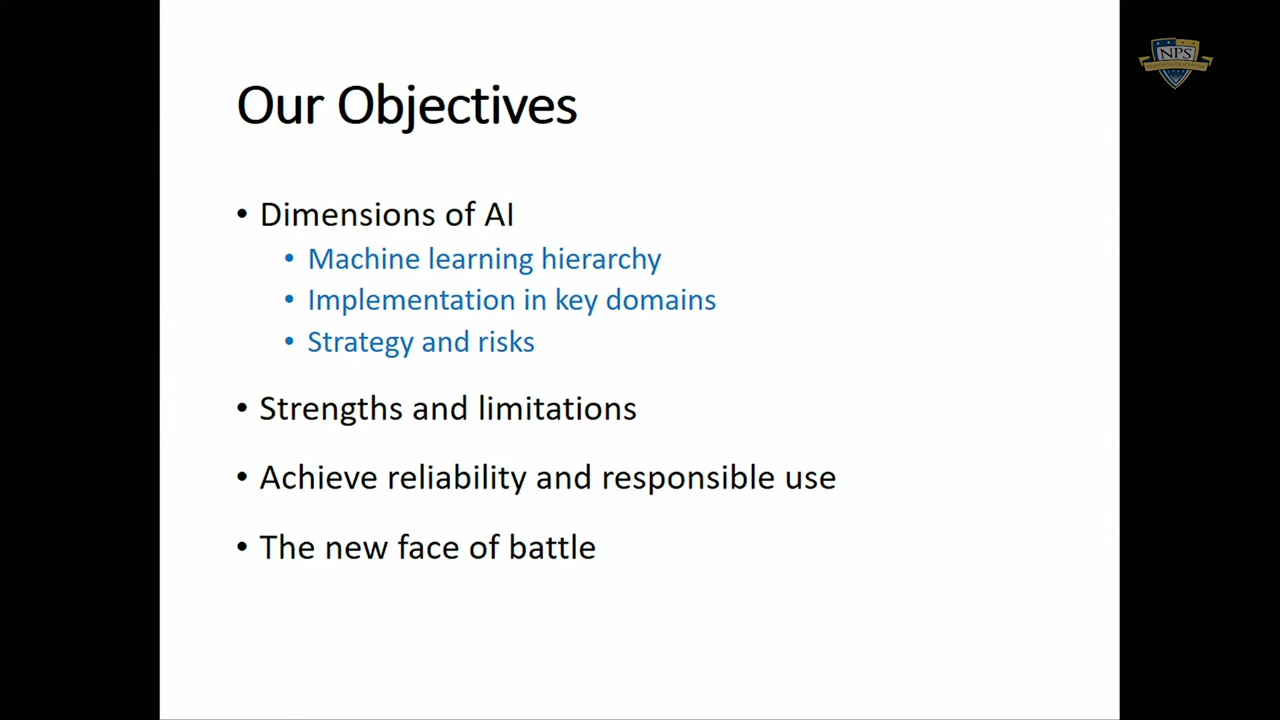 Our Objectives
• Dimensions of AI
• Machine learning hierarchy
• Implementation in key domains
• Strategy and risks
• Strengths and limitations
• Achieve reliability and responsible use
• The new face of battle
NPS